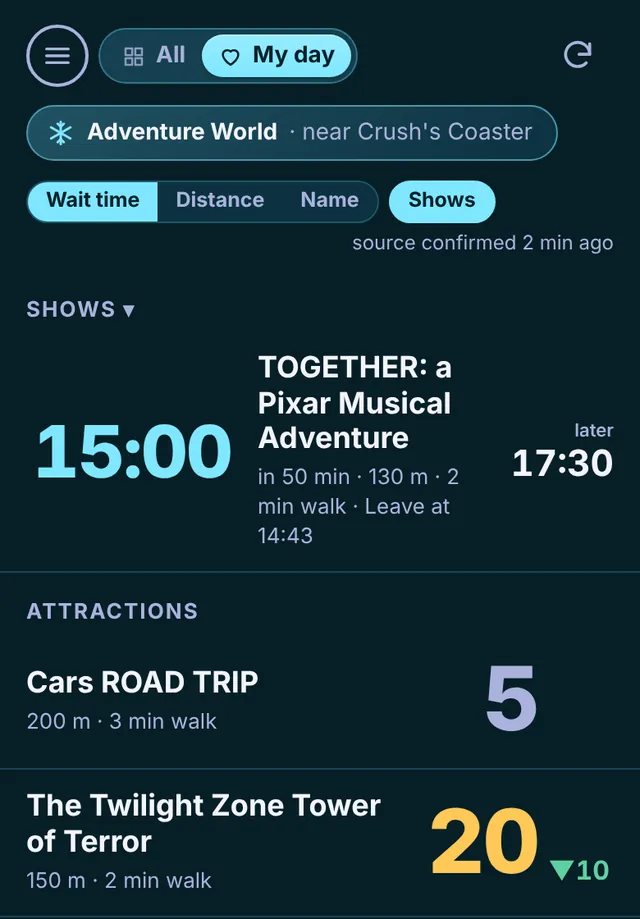 All My day
Adventure World · near Crush's Coaster
Wait time Distance Name Shows
source confirmed 2 min ago
SHOWS ▼
15:00
TOGETHER: a
Pixar Musical
Adventure
in 50 min · 130 m · 2
min walk · Leave at
14:43
later
17:30
ATTRACTIONS
Cars ROAD TRIP
200 m · 3 min walk
5
The Twilight Zone Tower
of Terror
150 m · 2 min walk
20 ▼10